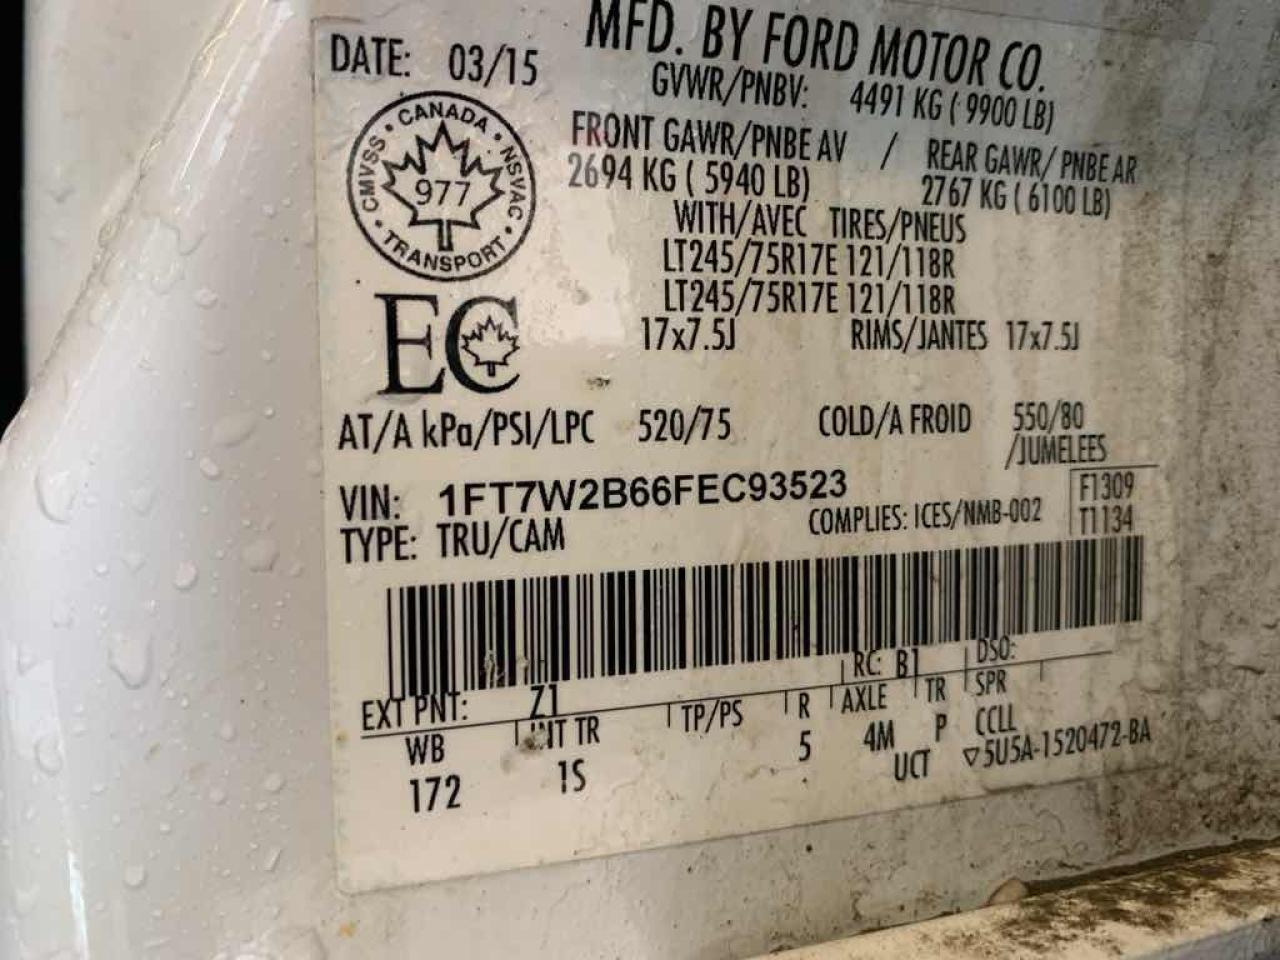 MFD. BY FORD MOTOR CO.
DATE: 03/15
GVWR/PNBV: 4491 KG ( 9900 LB)
FRONT GAWR/PNBE AV / REAR GAWR/ PNBE AR
2694 KG ( 5940 LB) 2767 KG ( 6100 LB)
WITH/AVEC TIRES/PNEUS
LT245/75R17E 121/118R
LT245/75R17E 121/118R
17x7.5J RIMS/JANTES 17x7.5J
CMVSS • CANADA • NSVAC • TRANSPORT •
977
EC
AT/A kPa/PSI/LPC 520/75 COLD/A FROID 550/80
/JUMELEES
VIN: 1FT7W2B66FEC93523
F1309
TYPE: TRU/CAM COMPLIES: ICES/NMB-002 T1134
EXT PNT: Z1 RC: B1 DSO:
WB INT TR TP/PS R AXLE TR SPR
172 1S 5 4M P CCLL
UCT ▽5U5A-1520472-BA